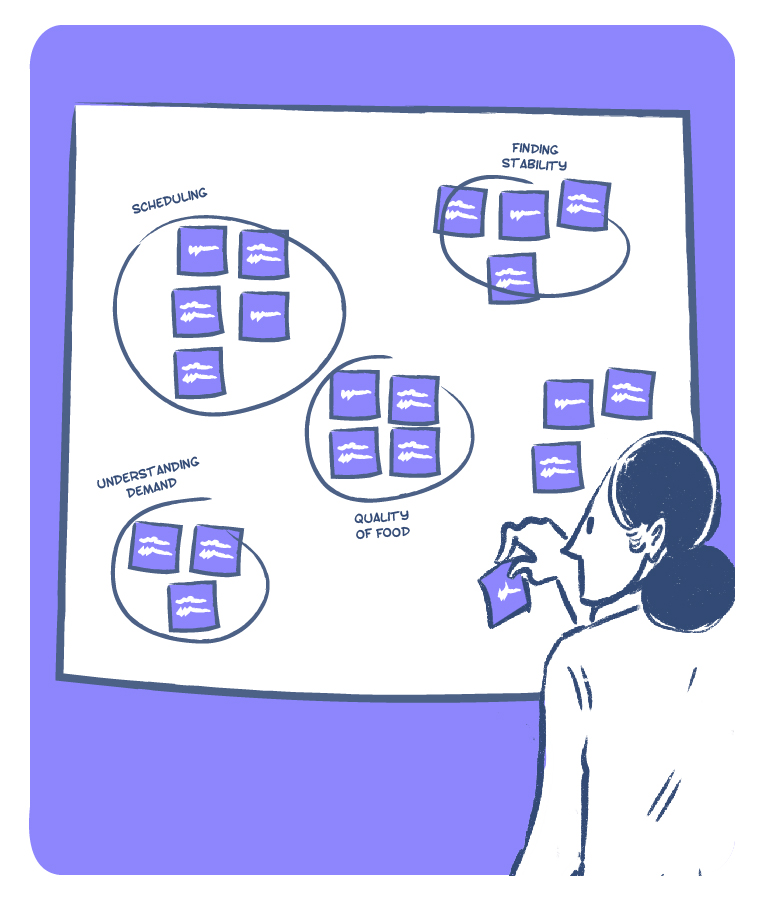 FINDING
STABILITY
SCHEDULING
UNDERSTANDING
DEMAND
QUALITY
OF FOOD